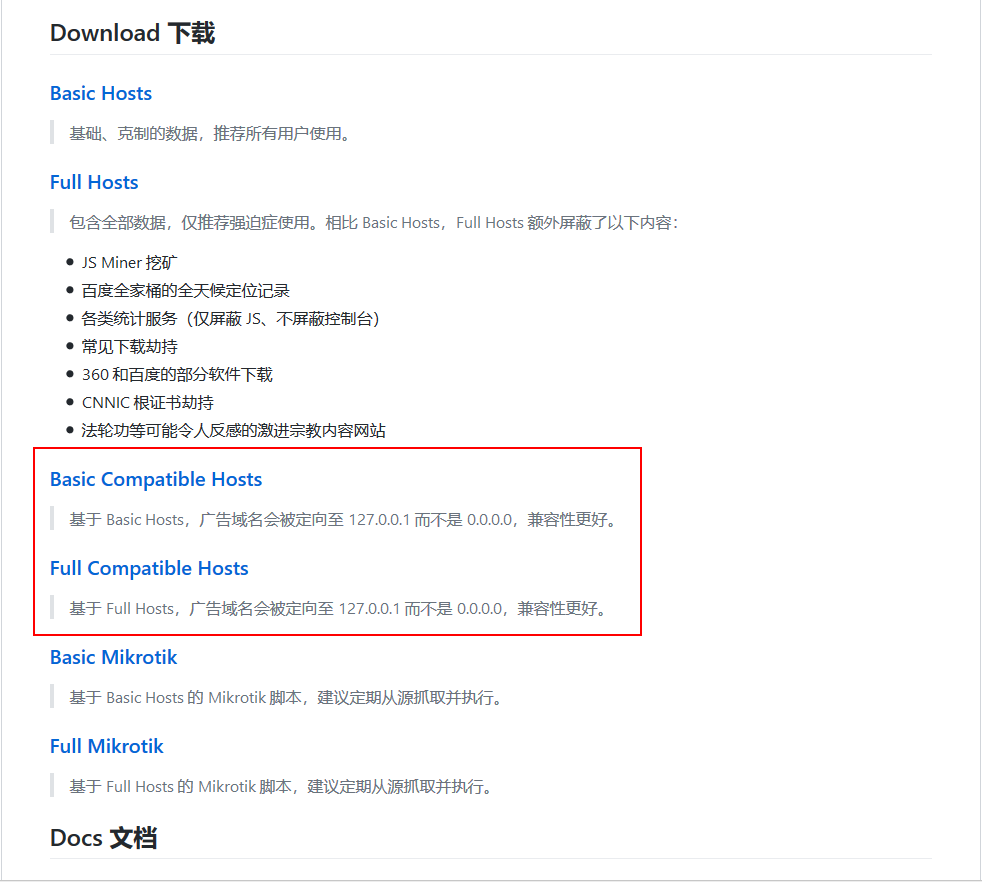 Download 下载
Basic Hosts
基础、克制的数据，推荐所有用户使用。
Full Hosts
包含全部数据，仅推荐强迫症使用。相比 Basic Hosts，Full Hosts 额外屏蔽了以下内容：
JS Miner 挖矿
百度全家桶的全天候定位记录
各类统计服务（仅屏蔽 JS、不屏蔽控制台）
常见下载劫持
360 和百度的部分软件下载
CNNIC 根证书劫持
法轮功等可能令人反感的激进宗教内容网站
Basic Compatible Hosts
基于 Basic Hosts，广告域名会被定向至 127.0.0.1 而不是 0.0.0.0，兼容性更好。
Full Compatible Hosts
基于 Full Hosts，广告域名会被定向至 127.0.0.1 而不是 0.0.0.0，兼容性更好。
Basic Mikrotik
基于 Basic Hosts 的 Mikrotik 脚本，建议定期从源抓取并执行。
Full Mikrotik
基于 Full Hosts 的 Mikrotik 脚本，建议定期从源抓取并执行。
Docs 文档